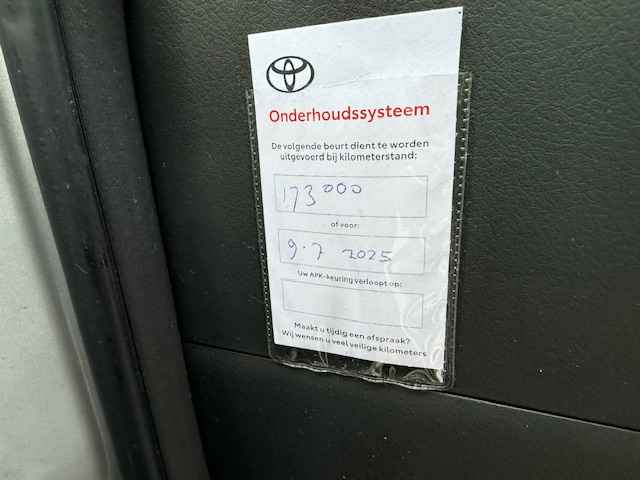 Onderhoudssysteem
De volgende beurt dient te worden
uitgevoerd bij kilometerstand:
173000
of voor:
9-7 2025
Uw APK-keuring verloopt op:
Maakt u tijdig een afspraak?
Wij wensen u veel veilige kilometers